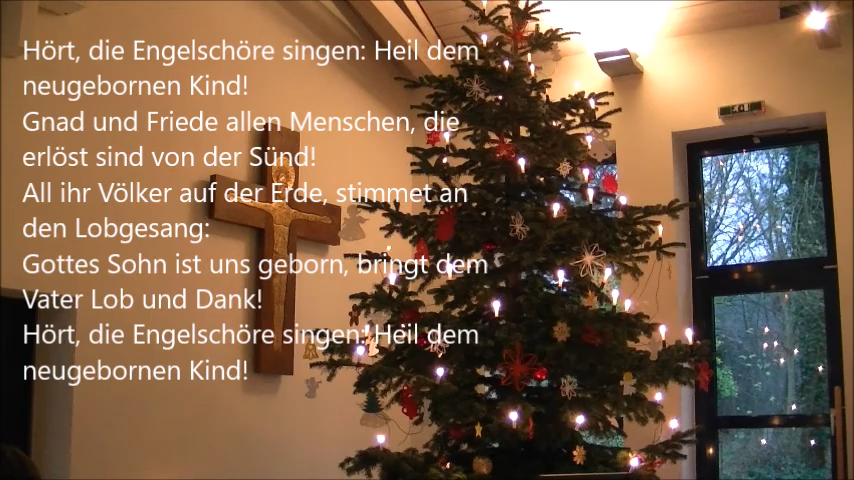 Hört, die Engelschöre singen: Heil dem
neugebornen Kind!
Gnad und Friede allen Menschen, die
erlöst sind von der Sünd!
All ihr Völker auf der Erde, stimmet an
den Lobgesang:
Gottes Sohn ist uns geborn, bringt dem
Vater Lob und Dank!
Hört, die Engelschöre singen: Heil dem
neugebornen Kind!